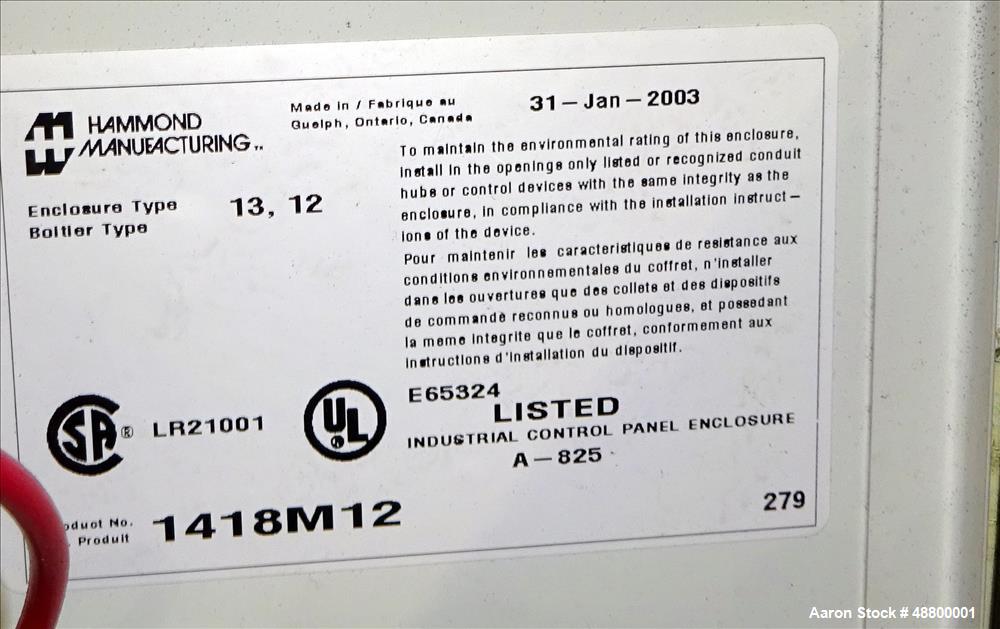 HAMMOND
MANUFACTURING
Made in / Fabrique au
Guelph, Ontario, Canada
31-Jan-2003
Enclosure Type
Boitier Type
13, 12
To maintain the environmental rating of this enclosure,
install in the openings only listed or recognized conduit
hubs or control devices with the same integrity as the
enclosure, in compliance with the installation instruct-
ions of the device.
Pour maintenir les caracteristiques de resistance aux
conditions environnementales du coffret, n'installer
dans les ouvertures que des collets et des dispositifs
de commande reconnus ou homologues, et possedant
la meme integrite que le coffret, conformement aux
instructions d'installation du dispositif.
SA ® LR21001
UL ®
E65324
LISTED
INDUSTRIAL CONTROL PANEL ENCLOSURE
A-825
oduct No.
Produit
1418M12
279
Aaron Stock # 48800001